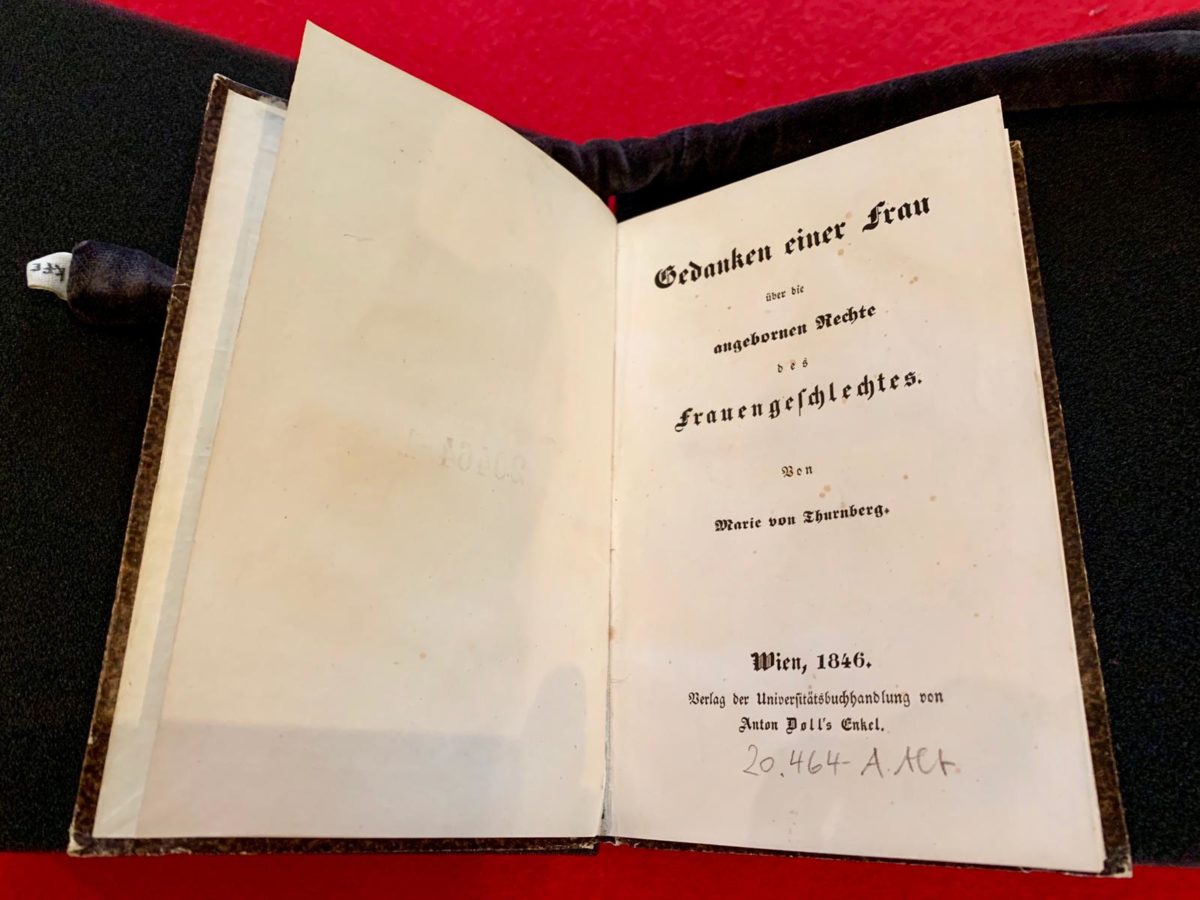 Gedanken einer Frau
über die
angebornen Rechte
des
Frauengeſchlechtes.
Von
Marie von Thurnberg.
Wien, 1846.
Verlag der Univerſitätsbuchhandlung von
Anton Doll's Enkel.
20.464-A. Alt